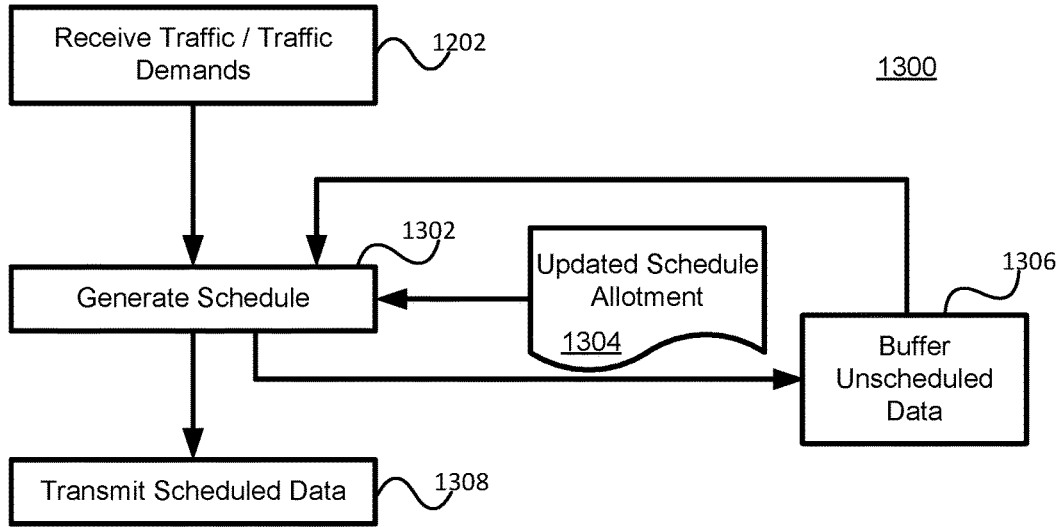 Receive Traffic / Traffic
Demands
1202
1300
1302
Generate Schedule
Updated Schedule
Allotment
1304
1306
Buffer
Unscheduled
Data
Transmit Scheduled Data
1308